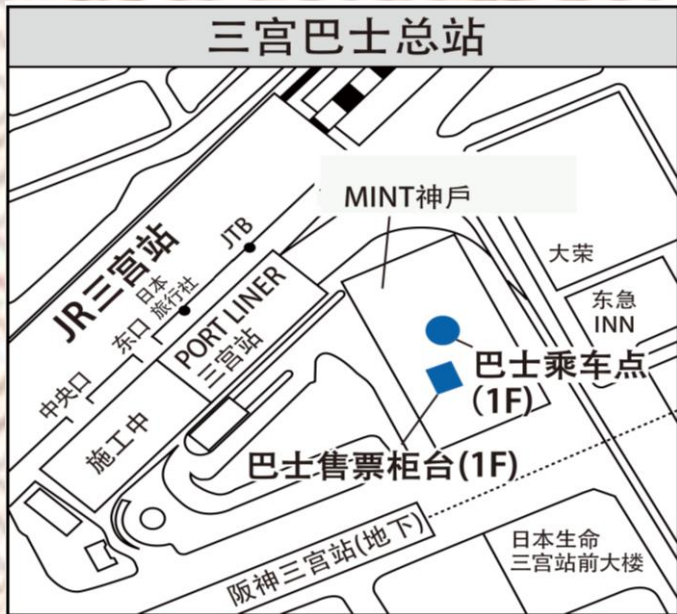 三宫巴士总站
MINT神戶
JTB
大荣
JR三宫站
日本
旅行社
东急
INN
东口
PORT LINER
三宫站
巴士乘车点
(1F)
中央口
施工中
巴士售票柜台(1F)
阪神三宫站(地下)
日本生命
三宫站前大楼